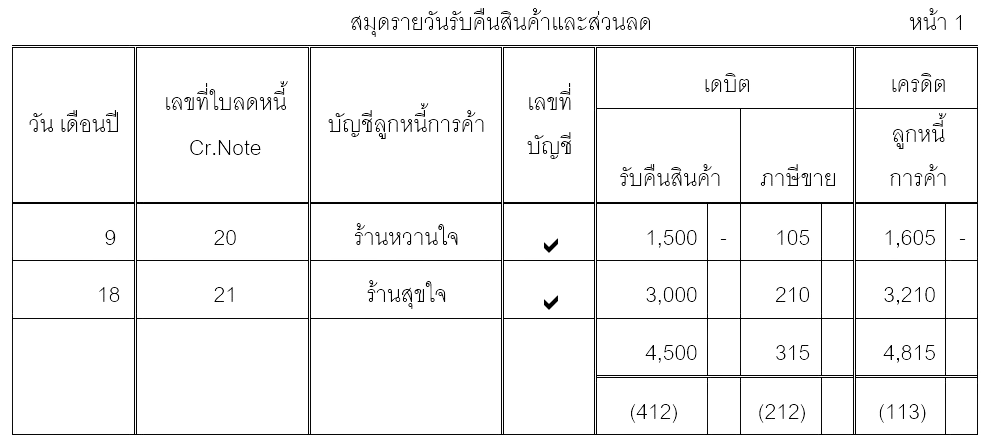 สมุดรายวันรับคืนสินค้าและส่วนลด หน้า 1
วัน เดือนปี เลขที่ใบลดหนี้ Cr.Note บัญชีลูกหนี้การค้า เลขที่บัญชี เดบิต เครดิต
รับคืนสินค้า ภาษีขาย ลูกหนี้การค้า
9 20 ร้านหวานใจ ✔ 1,500 - 105 1,605 -
18 21 ร้านสุขใจ ✔ 3,000 210 3,210
4,500 315 4,815
(412) (212) (113)